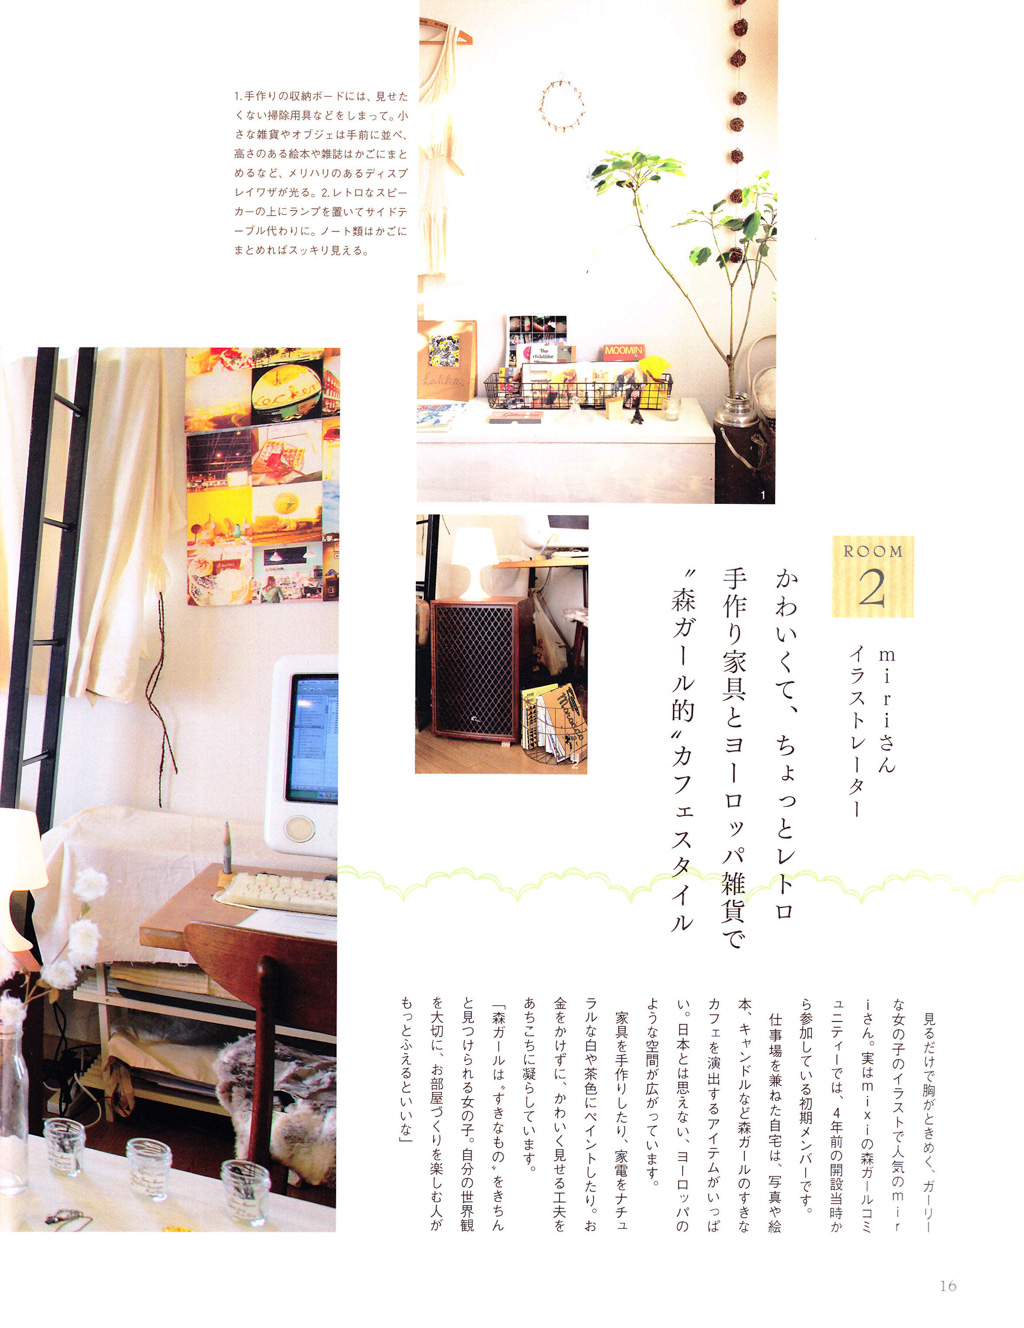 1.手作りの収納ボードには、見せた
くない掃除用具などをしまって。小
さな雑貨やオブジェは手前に並べ、
高さのある絵本や雑誌はかごにまと
めるなど、メリハリのあるディスプ
レイワザが光る。2.レトロなスピー
カーの上にランプを置いてサイドテ
ーブル代わりに。ノート類はかごに
まとめればスッキリ見える。
The
childlike
MOOMIN
1
2
ROOM
2
miriさん
イラストレーター
かわいくて、ちょっとレトロ
手作り家具とヨーロッパ雑貨で
〝森ガール的〟カフェスタイル
見るだけで胸がときめく、ガーリー
な女の子のイラストで人気のmir
iさん。実はmixiの森ガールコミ
ュニティーでは、4年前の開設当時か
ら参加している初期メンバーです。
仕事場を兼ねた自宅は、写真や絵
本、キャンドルなど森ガールのすきな
カフェを演出するアイテムがいっぱ
い。日本とは思えない、ヨーロッパの
ような空間が広がっています。
家具を手作りしたり、家電をナチュ
ラルな白や茶色にペイントしたり。お
金をかけずに、かわいく見せる工夫を
あちこちに凝らしています。
「森ガールは〝すきなもの〟をきちん
と見つけられる女の子。自分の世界観
を大切に、お部屋づくりを楽しむ人が
もっとふえるといいな」
16